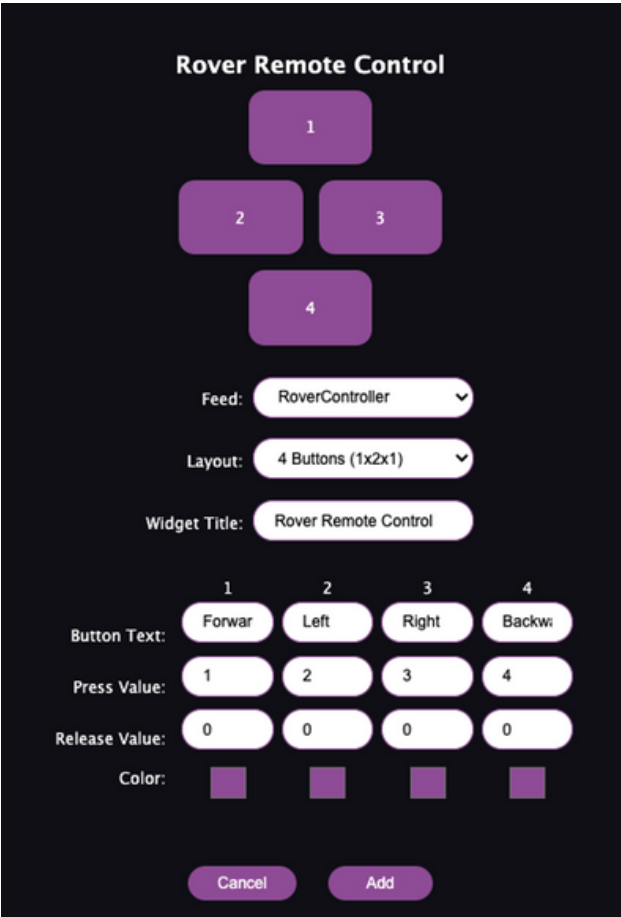 Rover Remote Control
1
2 3
4
Feed: RoverController
Layout: 4 Buttons (1x2x1)
Widget Title: Rover Remote Control
1 2 3 4
Button Text: Forwar Left Right Backwa
Press Value: 1 2 3 4
Release Value: 0 0 0 0
Color:
Cancel Add